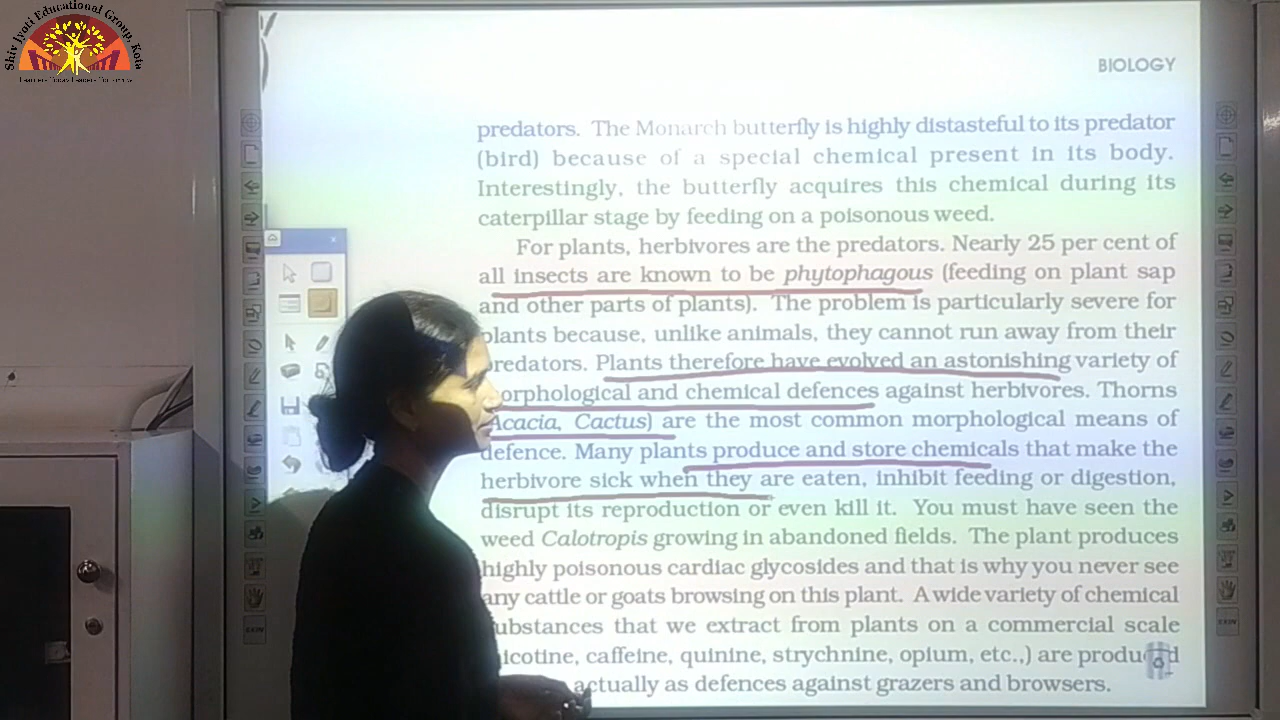 Shiv Jyoti Educational Group, Kota
BIOLOGY
predators. The Monarch butterfly is highly distasteful to its predator
(bird) because of a special chemical present in its body.
Interestingly, the butterfly acquires this chemical during its
caterpillar stage by feeding on a poisonous weed.
For plants, herbivores are the predators. Nearly 25 per cent of
all insects are known to be phytophagous (feeding on plant sap
and other parts of plants). The problem is particularly severe for
plants because, unlike animals, they cannot run away from their
predators. Plants therefore have evolved an astonishing variety of
morphological and chemical defences against herbivores. Thorns
Acacia, Cactus) are the most common morphological means of
defence. Many plants produce and store chemicals that make the
herbivore sick when they are eaten, inhibit feeding or digestion,
disrupt its reproduction or even kill it. You must have seen the
weed Calotropis growing in abandoned fields. The plant produces
highly poisonous cardiac glycosides and that is why you never see
any cattle or goats browsing on this plant. A wide variety of chemical
substances that we extract from plants on a commercial scale
nicotine, caffeine, quinine, strychnine, opium, etc.,) are produced
actually as defences against grazers and browsers.